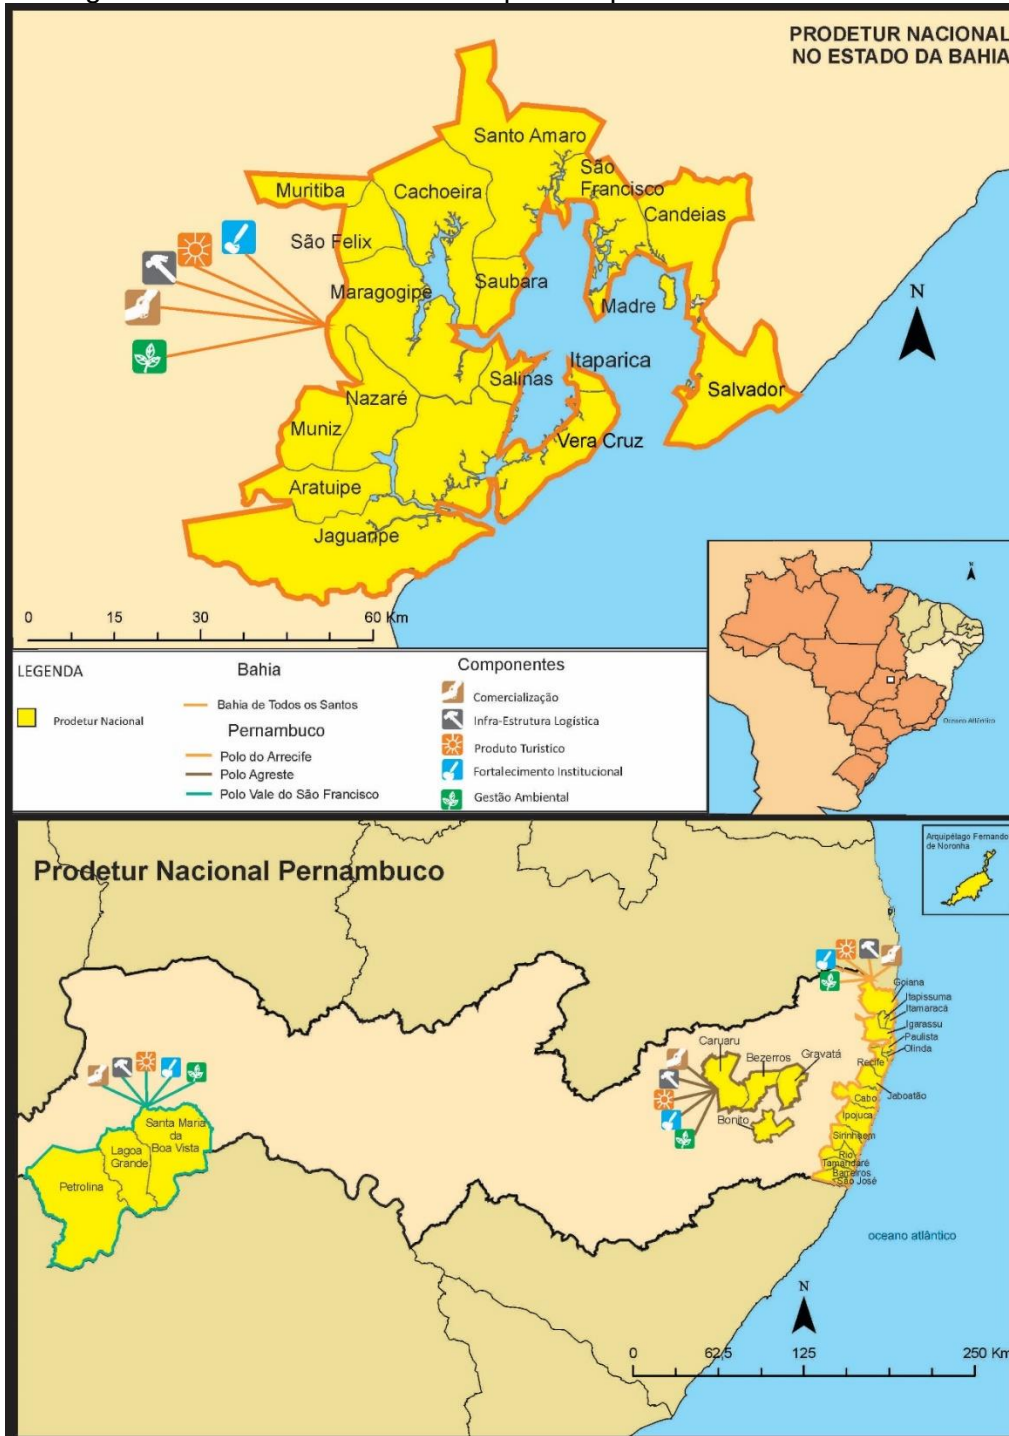 PRODETUR NACIONAL
NO ESTADO DA BAHIA
Santo Amaro
São
Francisco
Muritiba
Cachoeira
Candeias
São Felix
Saubara
Maragogipe
Madre
N
Itaparica
Salinas
Salvador
Nazaré
Muniz
Vera Cruz
Aratuipe
Jaguaripe
0 15 30 60 Km
Oceano Atlântico
LEGENDA
Prodetur Nacional
Bahia
Bahia de Todos os Santos
Pernambuco
Polo do Arrecife
Polo Agreste
Polo Vale do São Francisco
Componentes
Comercialização
Infra-Estrutura Logística
Produto Turistico
Fortalecimento Institucional
Gestão Ambiental
Prodetur Nacional Pernambuco
Arquipélago Fernando
de Noronha
Goiana
Itapissuma
Itamaracá
Igarassu
Paulista
Olinda
Recife
Jaboatão
Cabo
Ipojuca
Sirinhaem
Rio
Tamandaré
Barreiros
São José
Caruaru
Bezerros
Gravatá
Bonito
Santa Maria
da
Boa Vista
Lagoa
Grande
Petrolina
oceano atlântico
N
0 62,5 125 250 Km